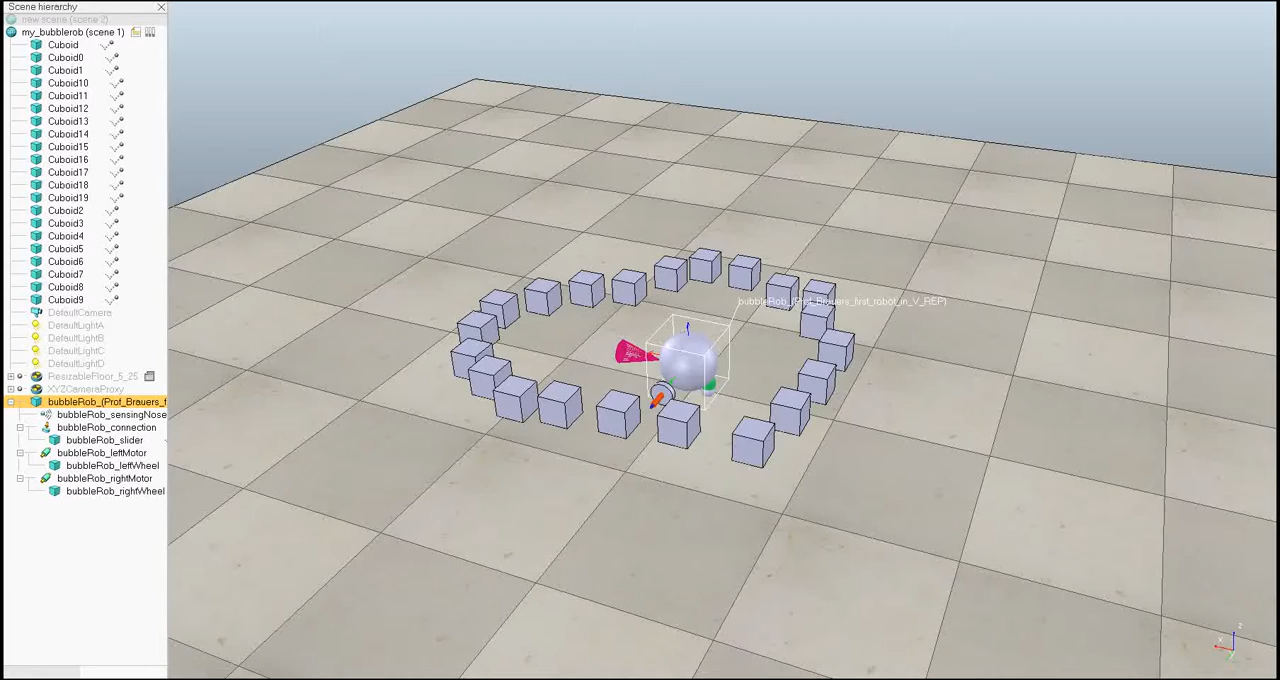 Scene hierarchy
new scene (scene 2)
my_bubblerob (scene 1)
Cuboid
Cuboid0
Cuboid1
Cuboid10
Cuboid11
Cuboid12
Cuboid13
Cuboid14
Cuboid15
Cuboid16
Cuboid17
Cuboid18
Cuboid19
Cuboid2
Cuboid3
Cuboid4
Cuboid5
Cuboid6
Cuboid7
Cuboid8
Cuboid9
DefaultCamera
DefaultLightA
DefaultLightB
DefaultLightC
DefaultLightD
ResizableFloor_5_25
XYZCameraProxy
bubbleRob_(Prof_Brauers_f
bubbleRob_sensingNose
bubbleRob_connection
bubbleRob_slider
bubbleRob_leftMotor
bubbleRob_leftWheel
bubbleRob_rightMotor
bubbleRob_rightWheel
bubbleRob_(Prof_Brauers_first_robot_in_V_REP)
z
x
y